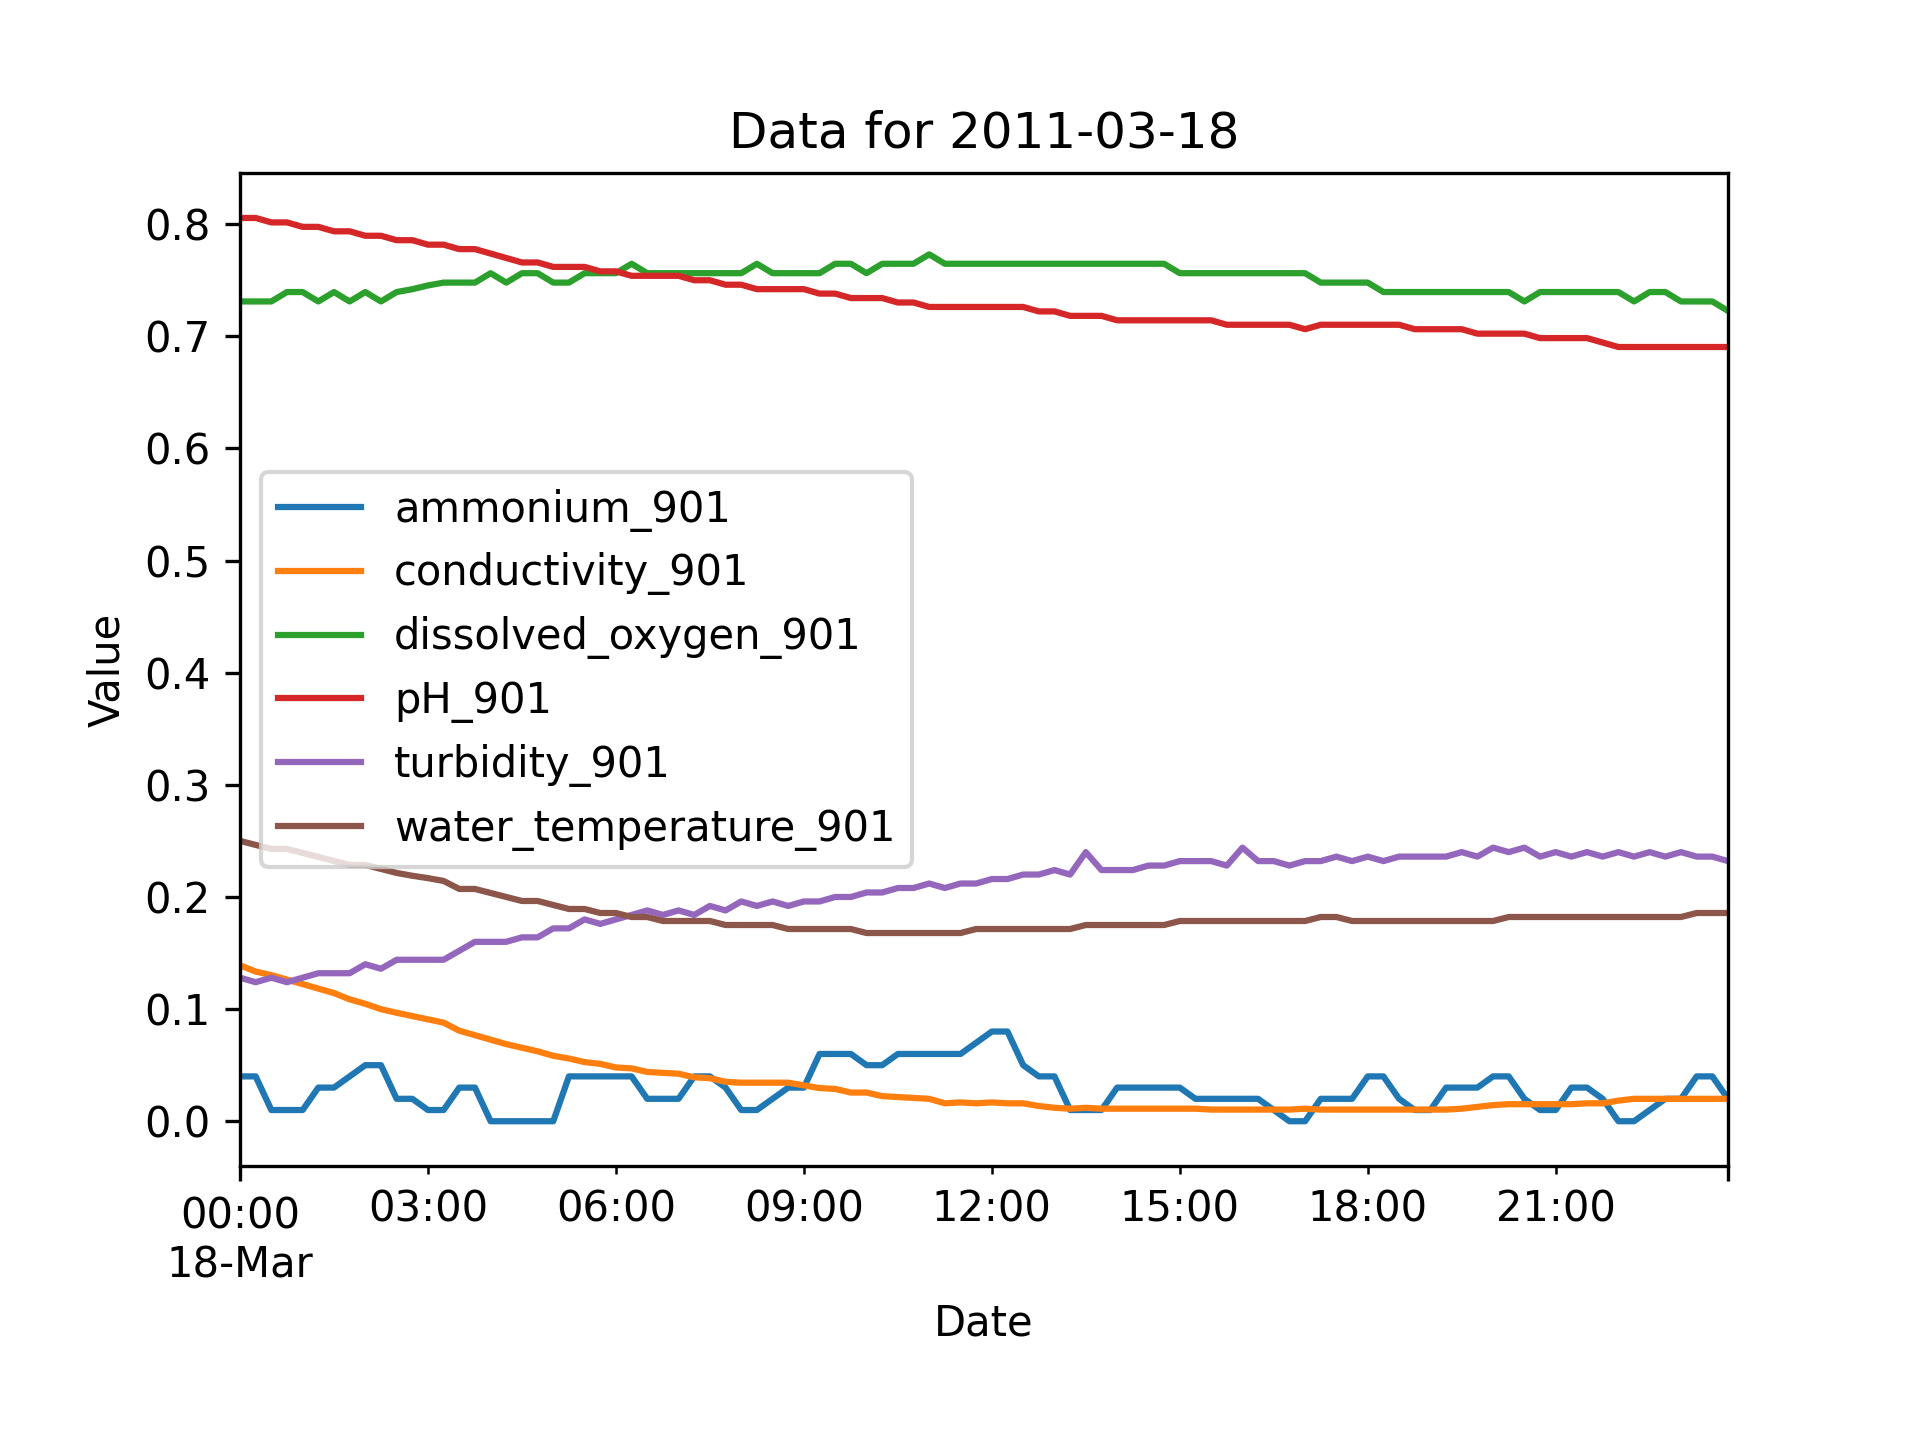 Data for 2011-03-18
Value
0.8
0.7
0.6
0.5
0.4
0.3
0.2
0.1
0.0
ammonium_901
conductivity_901
dissolved_oxygen_901
pH_901
turbidity_901
water_temperature_901
00:00 03:00 06:00 09:00 12:00 15:00 18:00 21:00
18-Mar
Date